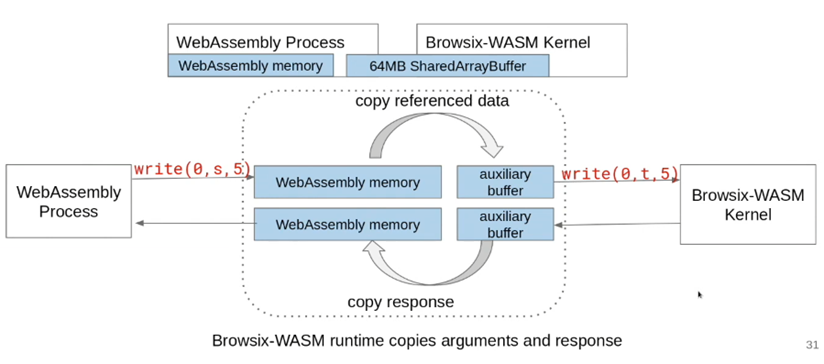 WebAssembly Process
Browsix-WASM Kernel
WebAssembly memory
64MB SharedArrayBuffer
copy referenced data
write(0,s,5)
write(0,t,5)
WebAssembly
Process
WebAssembly memory
auxiliary
buffer
Browsix-WASM
Kernel
WebAssembly memory
auxiliary
buffer
copy response
Browsix-WASM runtime copies arguments and response
31